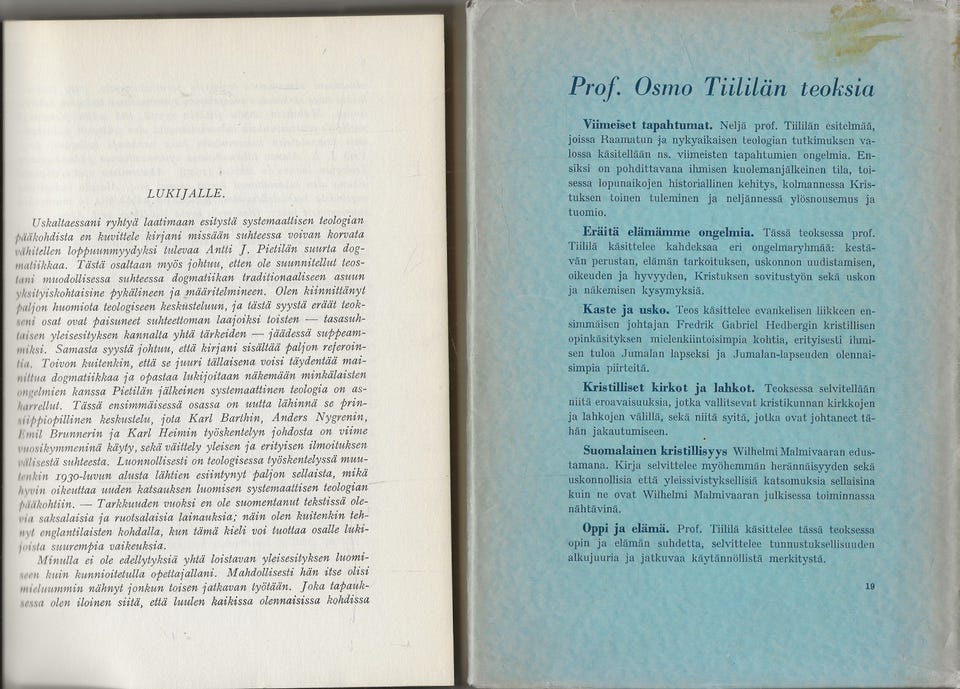 LUKIJALLE.
Uskaltaessani ryhtyä laatimaan esitystä systemaattisen teologian
pääkohdista en kuvittele kirjani missään suhteessa voivan korvata
vähitellen loppuunmyydyksi tulevaa Antti J. Pietilän suurta dog-
matiikkaa. Tästä osaltaan myös johtuu, etten ole suunnitellut teos-
tani muodollisessa suhteessa dogmatiikan traditionaaliseen asuun
yksityiskohtaisine pykälineen ja määritelmineen. Olen kiinnittänyt
paljon huomiota teologiseen keskusteluun, ja tästä syystä eräät teok-
seni osat ovat paisuneet suhteettoman laajoiksi toisten — tasasuh-
taisen yleisesityksen kannalta yhtä tärkeiden — jäädessä suppeam-
miksi. Samasta syystä johtuu, että kirjani sisältää paljon referoin-
tia. Toivon kuitenkin, että se juuri tällaisena voisi täydentää mai-
nittua dogmatiikkaa ja opastaa lukijoitaan näkemään minkälaisten
ongelmien kanssa Pietilän jälkeinen systemaattinen teologia on as-
karrellut. Tässä ensimmäisessä osassa on uutta lähinnä se prin-
siippiopillinen keskustelu, jota Karl Barthin, Anders Nygrenin,
Emil Brunnerin ja Karl Heimin työskentelyn johdosta on viime
vuosikymmeninä käyty, sekä väittely yleisen ja erityisen ilmoituksen
välisestä suhteesta. Luonnollisesti on teologisessa työskentelyssä muu-
tenkin 1930-luvun alusta lähtien esiintynyt paljon sellaista, mikä
hyvin oikeuttaa uuden katsauksen luomisen systemaattisen teologian
pääkohtiin. — Tarkkuuden vuoksi en ole suomentanut tekstissä ole-
via saksalaisia ja ruotsalaisia lainauksia; näin olen kuitenkin teh-
nyt englantilaisten kohdalla, kun tämä kieli voi tuottaa osalle luki-
joista suurempia vaikeuksia.
Minulla ei ole edellytyksiä yhtä loistavan yleisesityksen luomi-
seen kuin kunnioitetulla opettajallani. Mahdollisesti hän itse olisi
mieluummin nähnyt jonkun toisen jatkavan työtään. Joka tapauk-
sessa olen iloinen siitä, että luulen kaikissa olennaisissa kohdissa
Prof. Osmo Tiililän teoksia
Viimeiset tapahtumat. Neljä prof. Tiililän esitelmää,
joissa Raamatun ja nykyaikaisen teologian tutkimuksen va-
lossa käsitellään ns. viimeisten tapahtumien ongelmia. En-
siksi on pohdittavana ihmisen kuolemanjälkeinen tila, toi-
sessa lopunaikojen historiallinen kehitys, kolmannessa Kris-
tuksen toinen tuleminen ja neljännessä ylösnousemus ja
tuomio.
Eräitä elämämme ongelmia. Tässä teoksessa prof.
Tiililä käsittelee kahdeksaa eri ongelmaryhmää: kestä-
vän perustan, elämän tarkoituksen, uskonnon uudistamisen,
oikeuden ja hyvyyden, Kristuksen sovitustyön sekä uskon
ja näkemisen kysymyksiä.
Kaste ja usko. Teos käsittelee evankelisen liikkeen en-
simmäisen johtajan Fredrik Gabriel Hedbergin kristillisen
opinkäsityksen mielenkiintoisimpia kohtia, erityisesti ihmi-
sen tuloa Jumalan lapseksi ja Jumalan-lapseuden olennai-
simpia piirteitä.
Kristilliset kirkot ja lahkot. Teoksessa selvitellään
niitä eroavaisuuksia, jotka vallitsevat kristikunnan kirkkojen
ja lahkojen välillä, sekä niitä syitä, jotka ovat johtaneet tä-
hän jakautumiseen.
Suomalainen kristillisyys Wilhelmi Malmivaaran edus-
tamana. Kirja selvittelee myöhemmän herännäisyyden sekä
uskonnollisia että yleissivistyksellisiä katsomuksia sellaisina
kuin ne ovat Wilhelmi Malmivaaran julkisessa toiminnassa
nähtävinä.
Oppi ja elämä. Prof. Tiililä käsittelee tässä teoksessa
opin ja elämän suhdetta, selvittelee tunnustuksellisuuden
alkujuuria ja jatkuvaa käytännöllistä merkitystä.
19